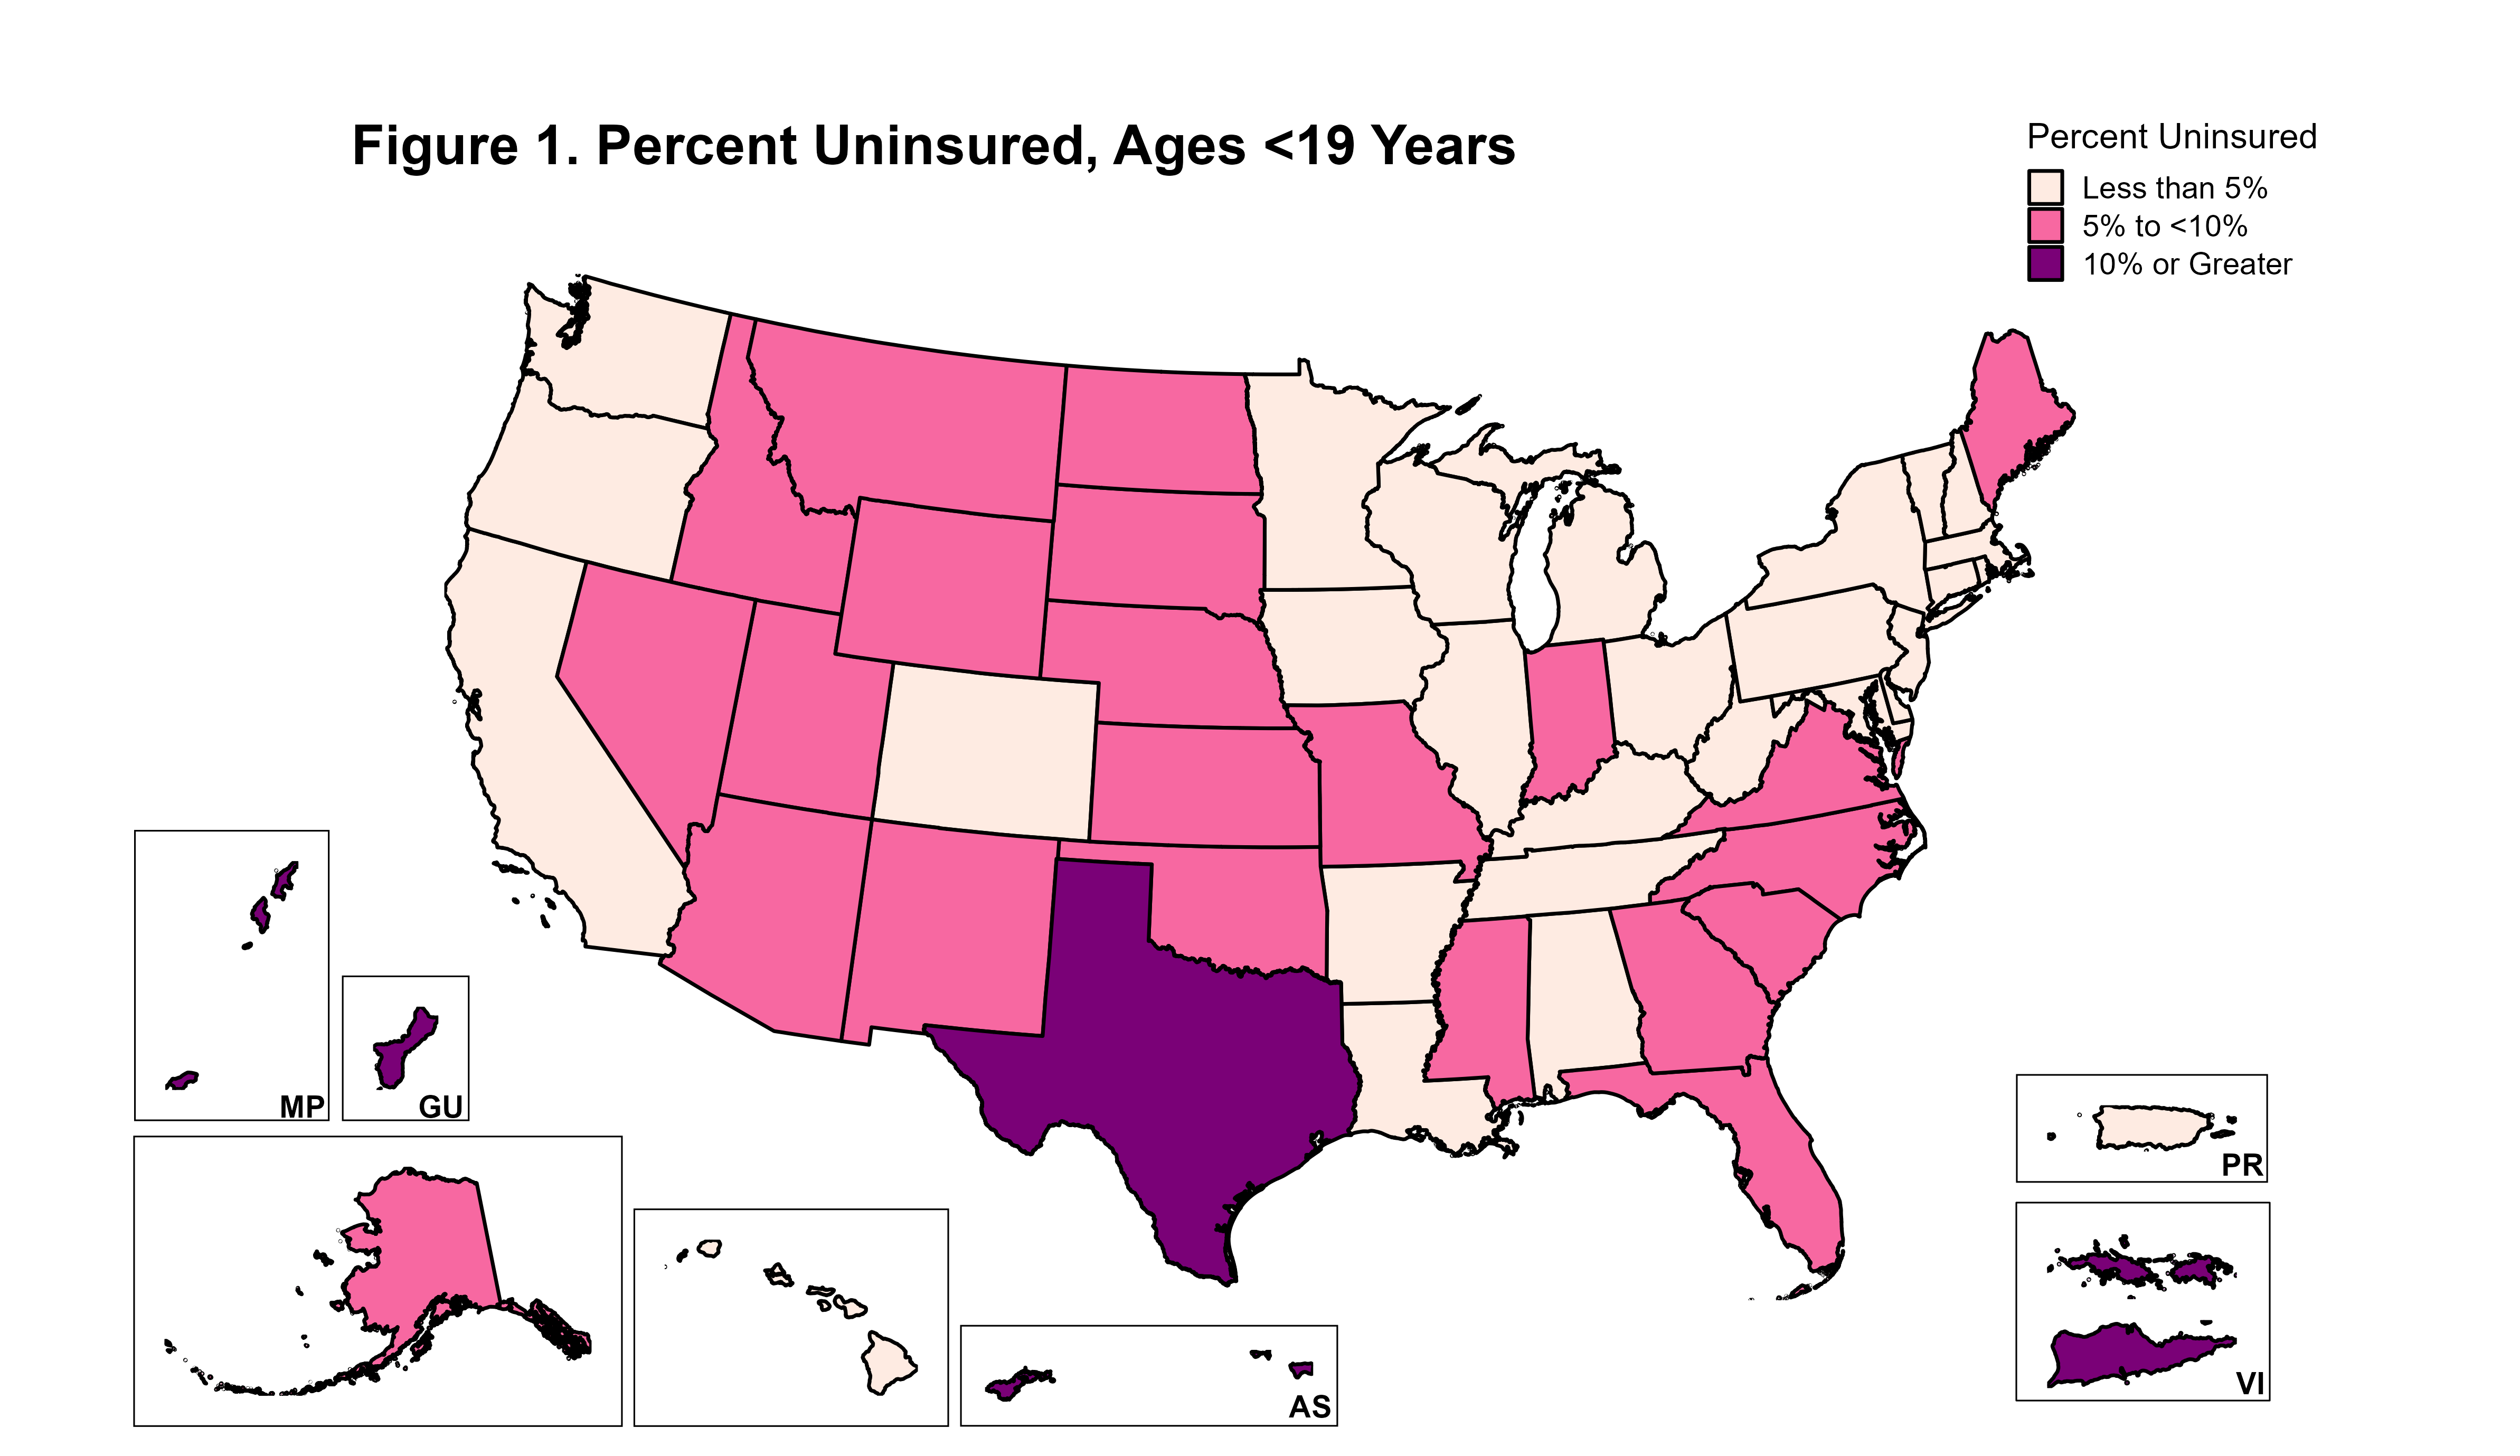 Figure 1. Percent Uninsured, Ages <19 Years
Percent Uninsured
Less than 5%
5% to <10%
10% or Greater
MP
GU
AS
PR
VI